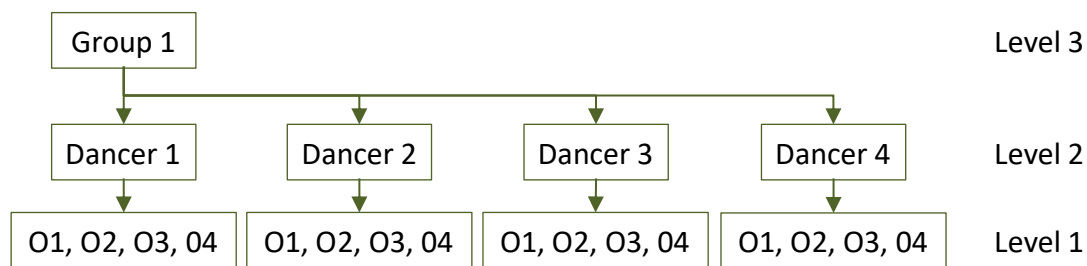 Group 1 Level 3
Dancer 1 Dancer 2 Dancer 3 Dancer 4 Level 2
O1, O2, O3, 04 O1, O2, O3, 04 O1, O2, O3, 04 O1, O2, O3, 04 Level 1